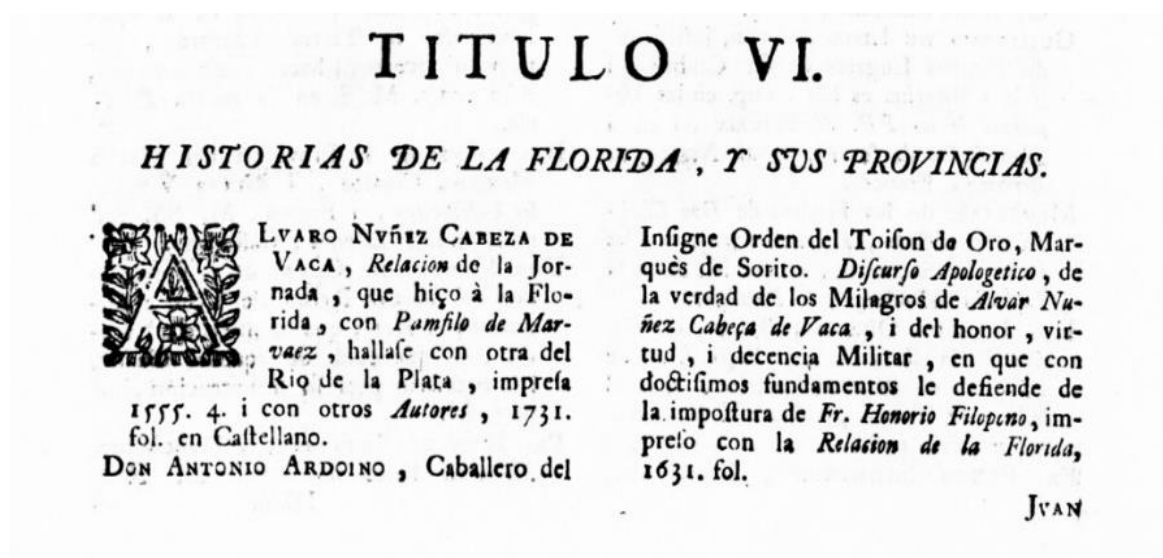 TITULO VI.
HISTORIAS DE LA FLORIDA, Y SUS PROVINCIAS.
ALVARO NVñEZ CABEZA DE
VACA, Relacion de la Jor-
nada, que hiço à la Flo-
rida, con Pamfilo de Mar-
vaez, hallaſe con otra del
Rio de la Plata, impreſa
1555. 4. i con otros Autores, 1731.
fol. en Caſtellano.
DON ANTONIO ARDOINO, Caballero del
Inſigne Orden del Toiſon do Oro, Mar-
quès de Sorito. Diſcurſo Apologetico, de
la verdad de los Milagros de Alvar Nu-
ñez Cabeça de Vaca, i del honor, vir-
tud, i decencia Militar, en que con
doctiſimos fundamentos le defiende de
la impoſtura de Fr. Honorio Filopono, im-
preſo con la Relacion de la Florida,
1631. fol.
JVAN